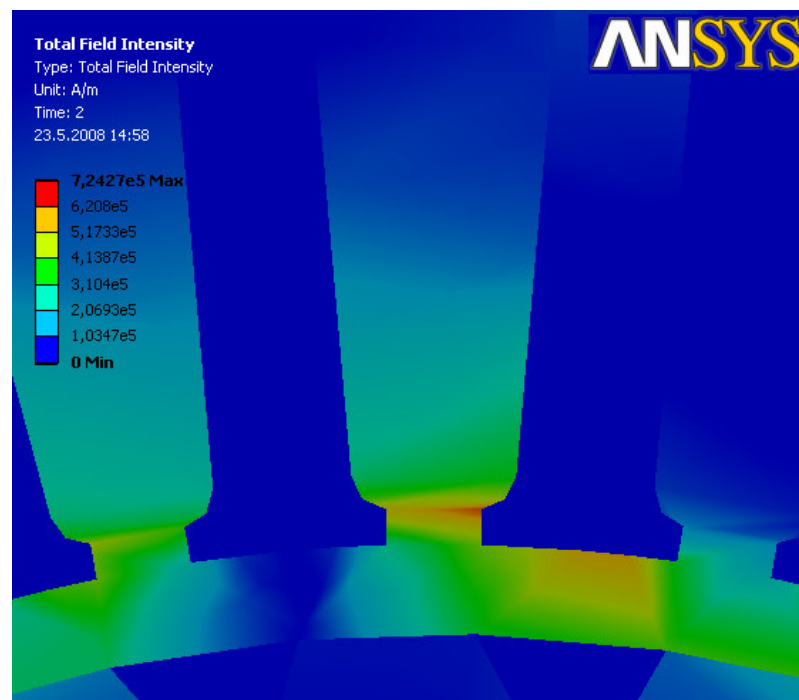 Total Field Intensity
Type: Total Field Intensity
Unit: A/m
Time: 2
23.5.2008 14:58
ANSYS
7,2427e5 Max
6,208e5
5,1733e5
4,1387e5
3,104e5
2,0693e5
1,0347e5
0 Min